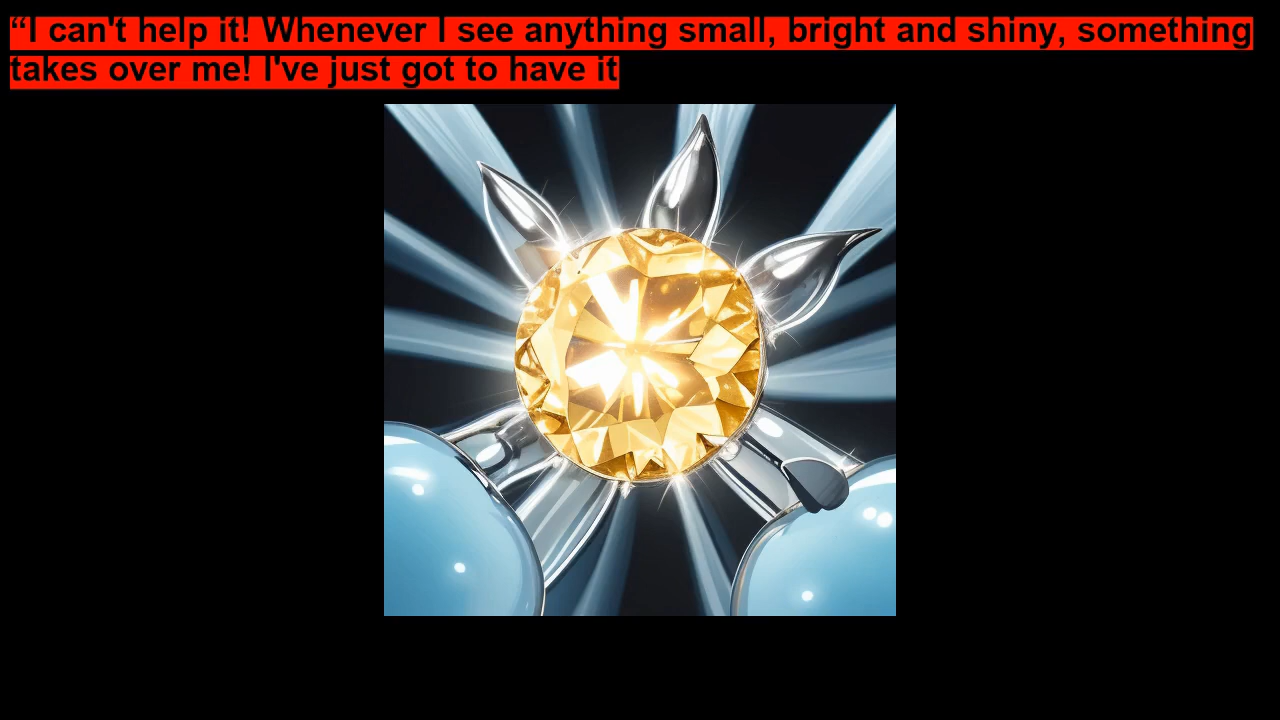 “I can't help it! Whenever I see anything small, bright and shiny, something
takes over me! I've just got to have it